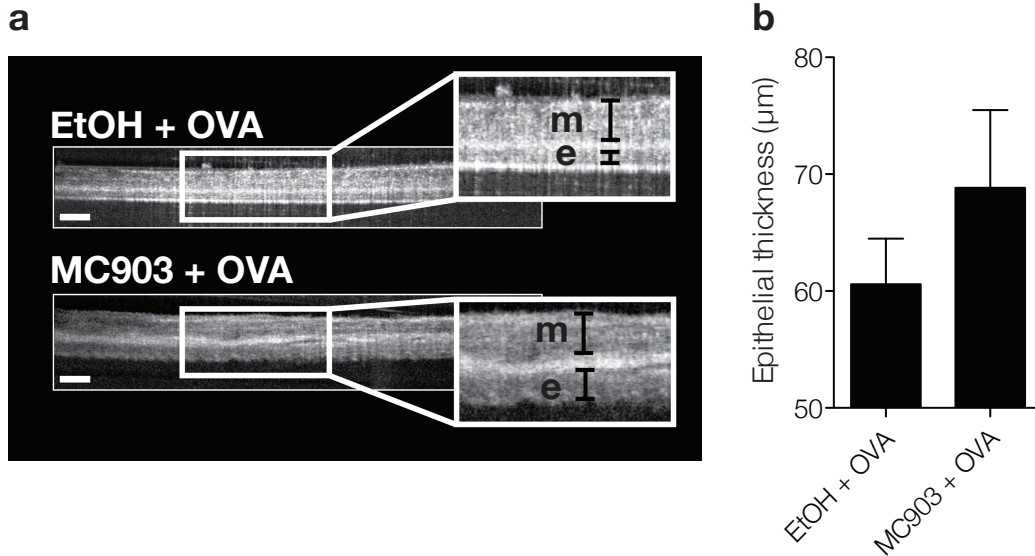 a
EtOH + OVA
m
e
MC903 + OVA
m
e
b
Epithelial thickness (µm)
80
70
60
50
EtOH + OVA
MC903 + OVA